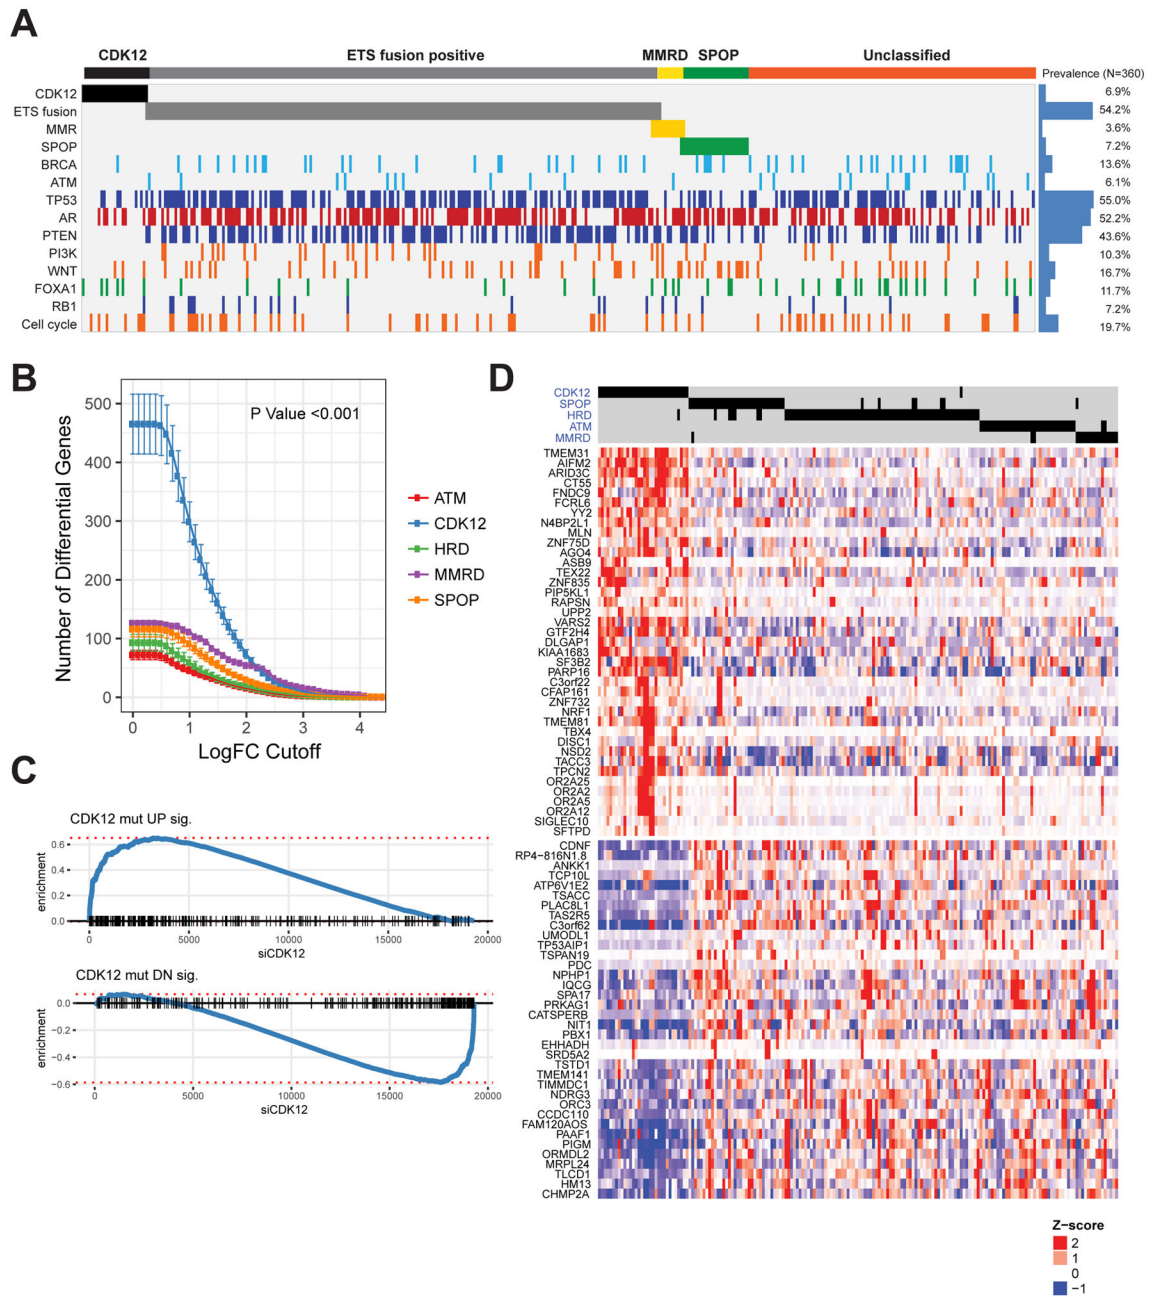 A
CDK12 ETS fusion positive MMRD SPOP Unclassified
Prevalence (N=360)
CDK12 6.9%
ETS fusion 54.2%
MMR 3.6%
SPOP 7.2%
BRCA 13.6%
ATM 6.1%
TP53 55.0%
AR 52.2%
PTEN 43.6%
PI3K 10.3%
WNT 16.7%
FOXA1 11.7%
RB1 7.2%
Cell cycle 19.7%
B
Number of Differential Genes
500
400
300
200
100
0
P Value <0.001
0 1 2 3 4
LogFC Cutoff
ATM
CDK12
HRD
MMRD
SPOP
C
CDK12 mut UP sig.
enrichment
0.6
0.4
0.2
0.0
0 5000 10000 15000 20000
siCDK12
CDK12 mut DN sig.
enrichment
0.0
−0.2
−0.4
−0.6
0 5000 10000 15000 20000
siCDK12
D
CDK12
SPOP
HRD
ATM
MMRD
TMEM31
AIFM2
ARID3C
CT55
FNDC9
FCRL6
YY2
N4BP2L1
MLN
ZNF75D
AGO4
ASB9
TEX22
ZNF835
PIP5KL1
RAPSN
UPP2
VARS2
GTF2H4
DLGAP1
KIAA1683
SF3B2
PARP16
C3orf22
CFAP161
ZNF732
NRF1
TMEM81
TBX4
DISC1
NSD2
TACC3
TPCN2
OR2A25
OR2A2
OR2A5
OR2A12
SIGLEC10
SFTPD
CDNF
RP4−816N1.8
ANKK1
TCP10L
ATP6V1E2
TSACC
PLAC8L1
TAS2R5
C3orf62
UMODL1
TP53AIP1
TSPAN19
PDC
NPHP1
IQCG
SPA17
PRKAG1
CATSPERB
NIT1
PBX1
EHHADH
SRD5A2
TSTD1
TMEM141
TIMMDC1
NDRG3
ORC3
CCDC110
FAM120AOS
PAAF1
PIGM
ORMDL2
MRPL24
TLCD1
HM13
CHMP2A
Z−score
2
1
0
−1